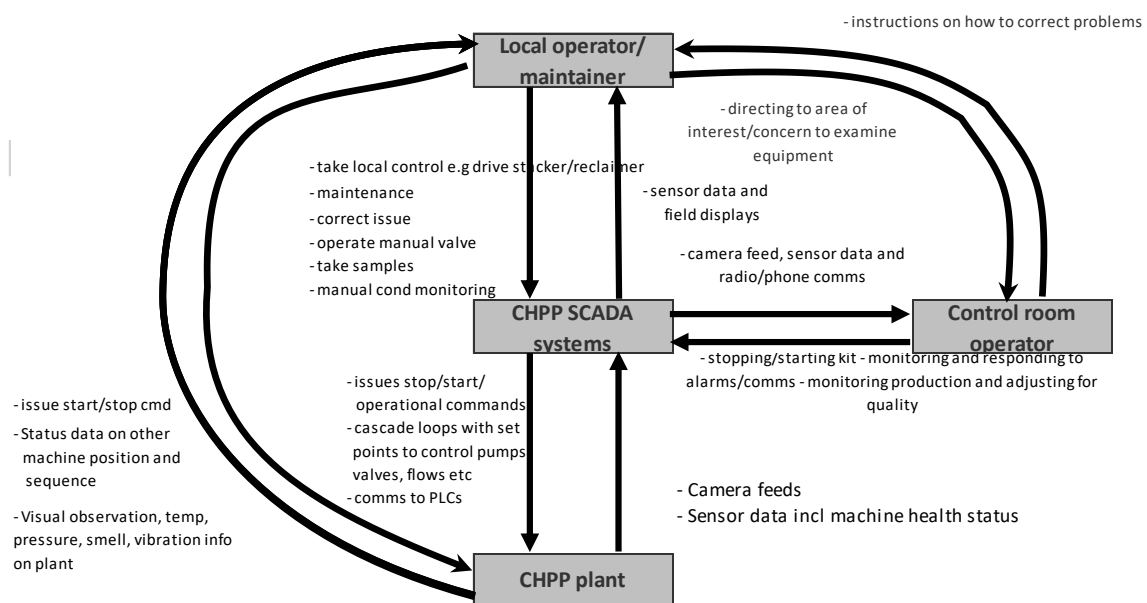 - instructions on how to correct problems
Local operator/
maintainer
- directing to area of
interest/concern to examine
equipment
- take local control e.g drive stacker/reclaimer
- maintenance
- correct issue
- operate manual valve
- take samples
- manual cond monitoring
- sensor data and
field displays
- camera feed, sensor data and
radio/phone comms
CHPP SCADA
systems
Control room
operator
- stopping/starting kit - monitoring and responding to
alarms/comms - monitoring production and adjusting for
quality
- issues stop/start/
operational commands
- cascade loops with set
points to control pumps
valves, flows etc
- comms to PLCs
- issue start/stop cmd
- Status data on other
machine position and
sequence
- Visual observation, temp,
pressure, smell, vibration info
on plant
- Camera feeds
- Sensor data incl machine health status
CHPP plant